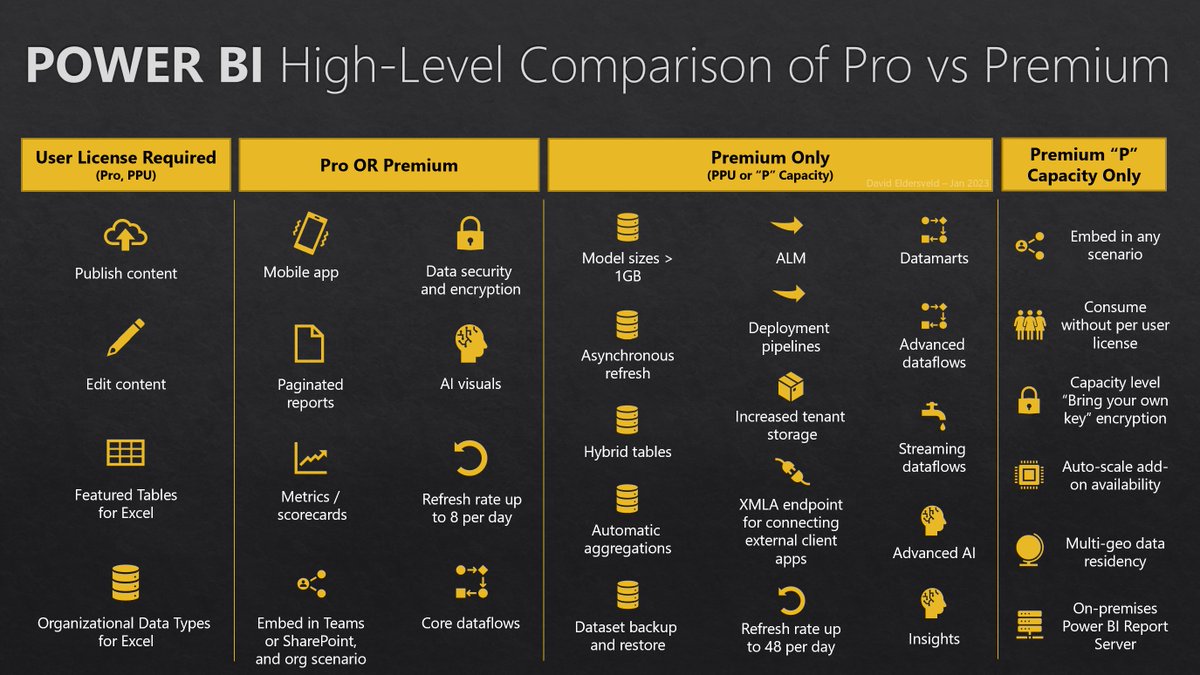 POWER BI High-Level Comparison of Pro vs Premium
User License Required
(Pro, PPU)
Publish content
Edit content
Featured Tables
for Excel
Organizational Data Types
for Excel
Pro OR Premium
Mobile app
Data security
and encryption
Paginated
reports
AI visuals
Metrics /
scorecards
Refresh rate up
to 8 per day
Embed in Teams
or SharePoint,
and org scenario
Core dataflows
Premium Only
(PPU or “P” Capacity)
David Eldersveld – Jan 2023
Model sizes >
1GB
Asynchronous
refresh
Hybrid tables
Automatic
aggregations
Dataset backup
and restore
ALM
Deployment
pipelines
Increased tenant
storage
XMLA endpoint
for connecting
external client
apps
Refresh rate up
to 48 per day
Datamarts
Advanced
dataflows
Streaming
dataflows
Advanced AI
Insights
Premium “P”
Capacity Only
Embed in any
scenario
Consume
without per user
license
Capacity level
“Bring your own
key” encryption
Auto-scale add-
on availability
Multi-geo data
residency
On-premises
Power BI Report
Server